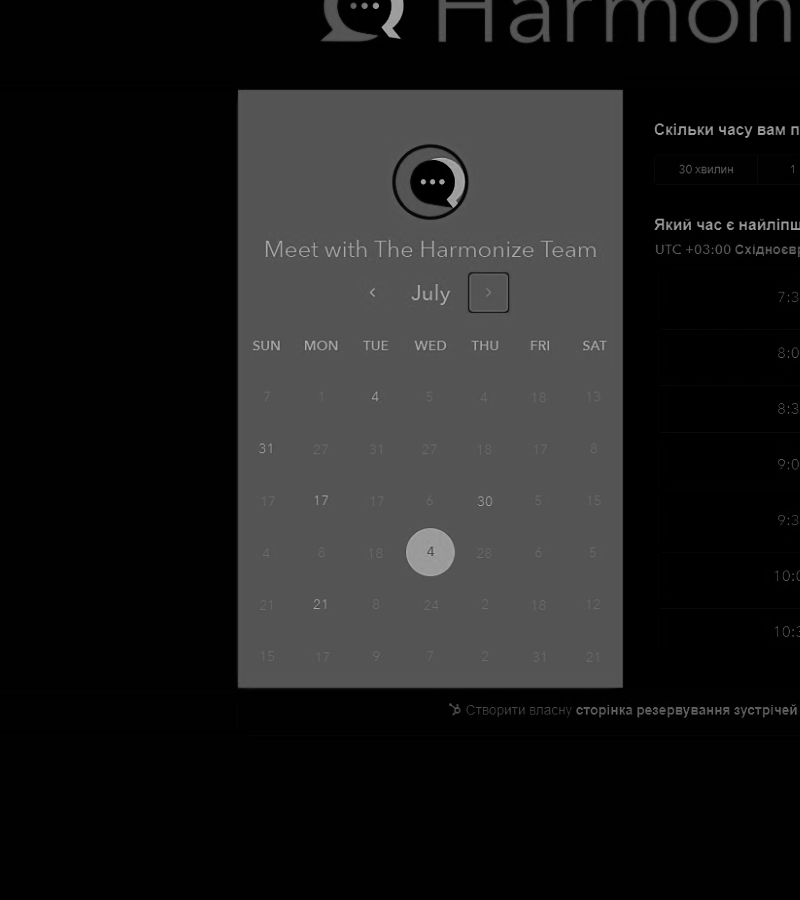 Harmon
Meet with The Harmonize Team
July
SUN MON TUE WED THU FRI SAT
7 1 4 5 4 18 13
31 27 31 27 18 17 8
17 17 17 6 30 5 15
4 8 18 4 28 6 5
21 21 8 24 2 18 12
15 17 9 7 2 31 21
Скільки часу вам п
30 хвилин 1
Який час є найліпш
UTC +03:00 Східноєвр
7:3
8:0
8:3
9:0
9:3
10:0
10:3
Створити власну сторінка резервування зустрічей